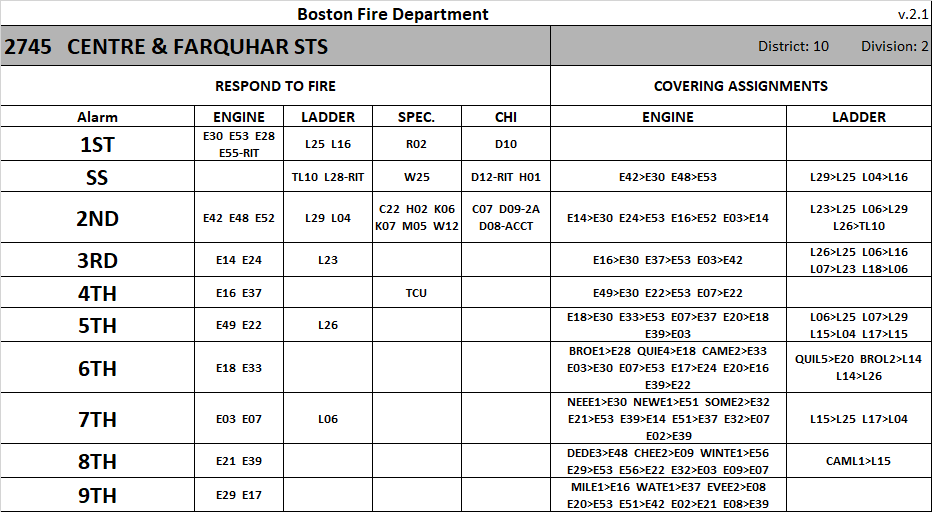 Boston Fire Department v.2.1
2745 CENTRE & FARQUHAR STS District: 10 Division: 2
RESPOND TO FIRE COVERING ASSIGNMENTS
Alarm ENGINE LADDER SPEC. CHI ENGINE LADDER
1ST
E30 E53 E28
E55-RIT
L25 L16
R02
D10
SS
TL10 L28-RIT
W25
D12-RIT H01
E42>E30 E48>E53
L29>L25 L04>L16
2ND
E42 E48 E52
L29 L04
C22 H02 K06
K07 M05 W12
C07 D09-2A
D08-ACCT
E14>E30 E24>E53 E16>E52 E03>E14
L23>L25 L06>L29
L26>TL10
3RD
E14 E24
L23
E16>E30 E37>E53 E03>E42
L26>L25 L06>L16
L07>L23 L18>L06
4TH
E16 E37
TCU
E49>E30 E22>E53 E07>E22
5TH
E49 E22
L26
E18>E30 E33>E53 E07>E37 E20>E18
E39>E03
L06>L25 L07>L29
L15>L04 L17>L15
6TH
E18 E33
BROE1>E28 QUIE4>E18 CAME2>E33
E03>E30 E07>E53 E17>E24 E20>E16
E39>E22
QUIL5>E20 BROL2>L14
L14>L26
7TH
E03 E07
L06
NEEE1>E30 NEWE1>E51 SOME2>E32
E21>E53 E39>E14 E51>E37 E32>E07
E02>E39
L15>L25 L17>L04
8TH
E21 E39
DEDE3>E48 CHEE2>E09 WINTE1>E56
E29>E53 E56>E22 E32>E03 E09>E07
CAML1>L15
9TH
E29 E17
MILE1>E16 WATE1>E37 EVEE2>E08
E20>E53 E51>E42 E02>E21 E08>E39